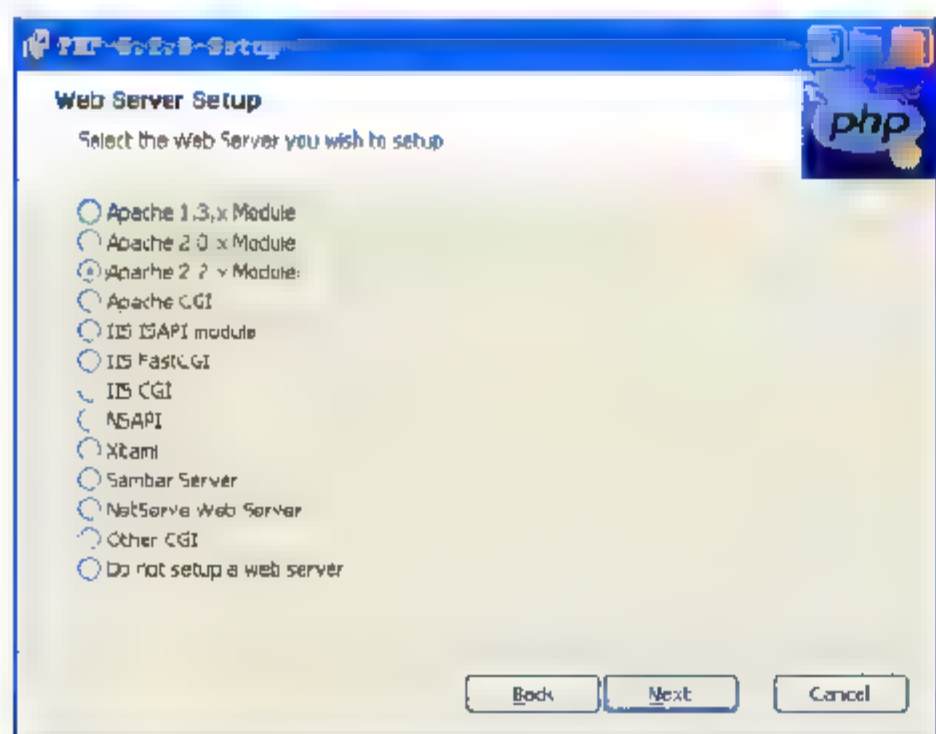 Setup
php
Web Server Setup
Select the Web Server you wish to setup
Apache 1.3.x Module
Apache 2.0.x Module
Apache 2.2.x Module
Apache CGI
IIS ISAPI module
IIS FastCGI
IIS CGI
NSAPI
Xitami
Sambar Server
NetServe Web Server
Other CGI
Do not setup a web server
Back
Next
Cancel